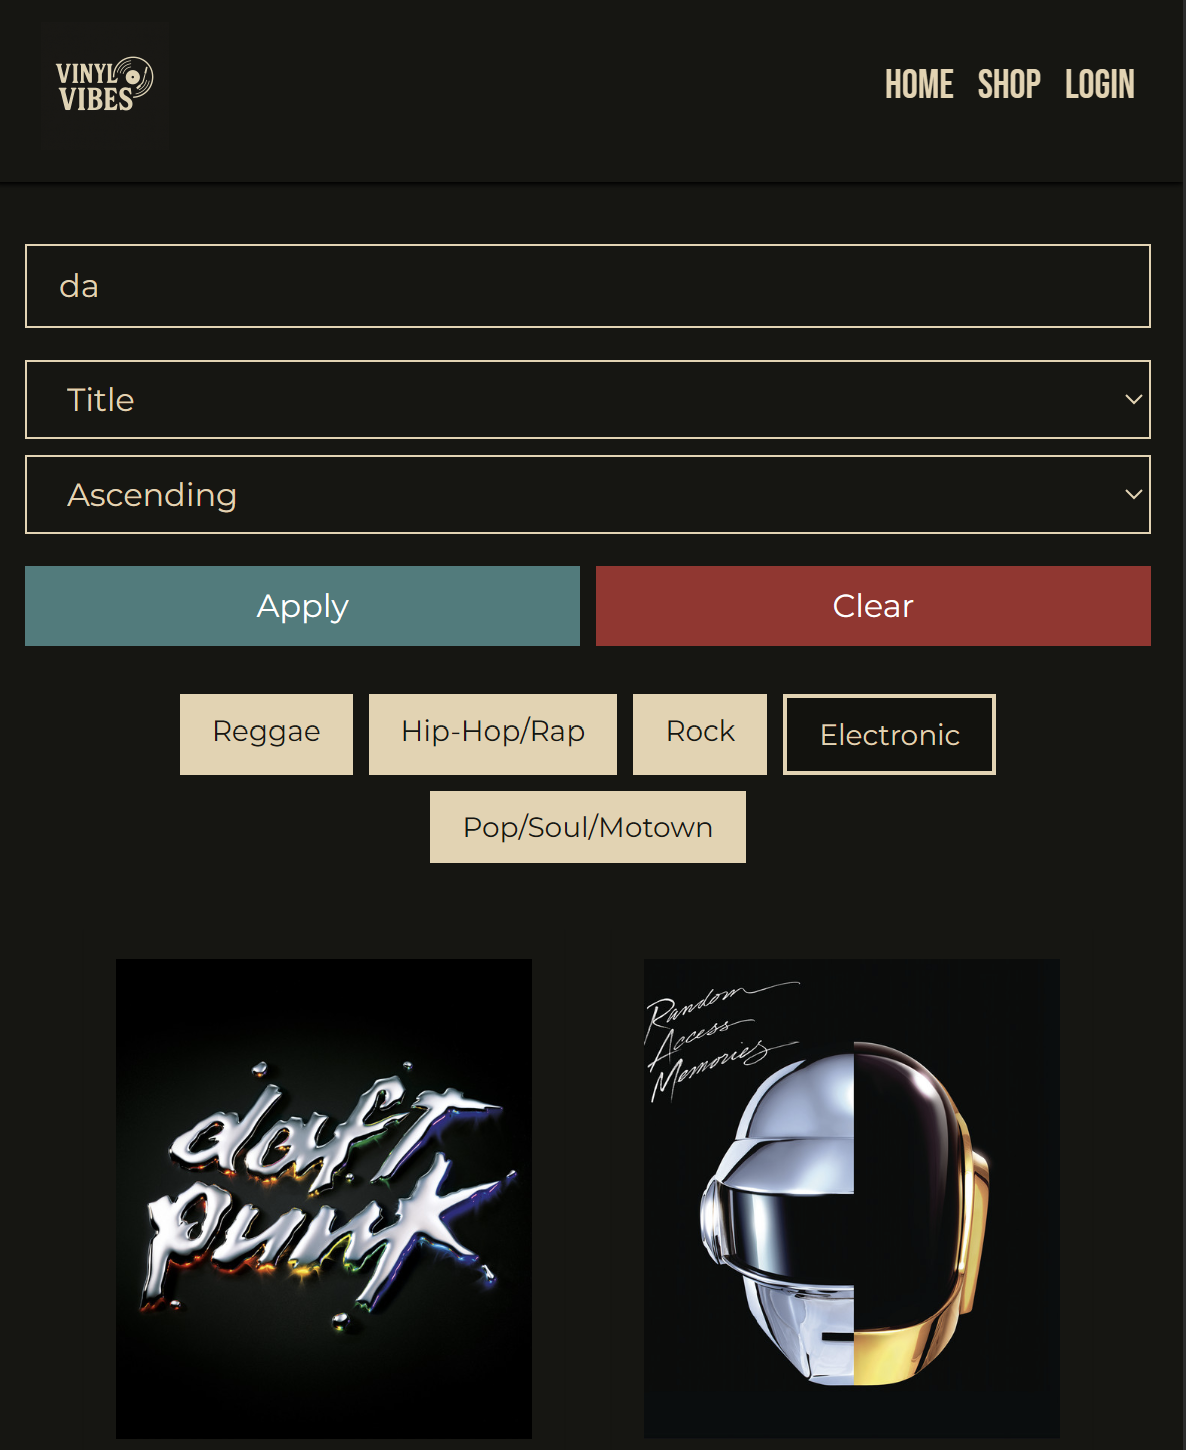 VINYL
VIBES
HOME SHOP LOGIN
da
Title
Ascending
Apply Clear
Reggae Hip-Hop/Rap Rock Electronic
Pop/Soul/Motown
daft
punk
Random
Access
Memories